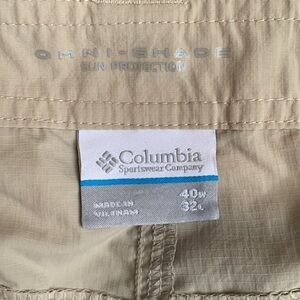 OMNI-SHADE
SUN PROTECTION
Columbia
Sportswear Company
40W
MADE IN
32L
VIETNAM